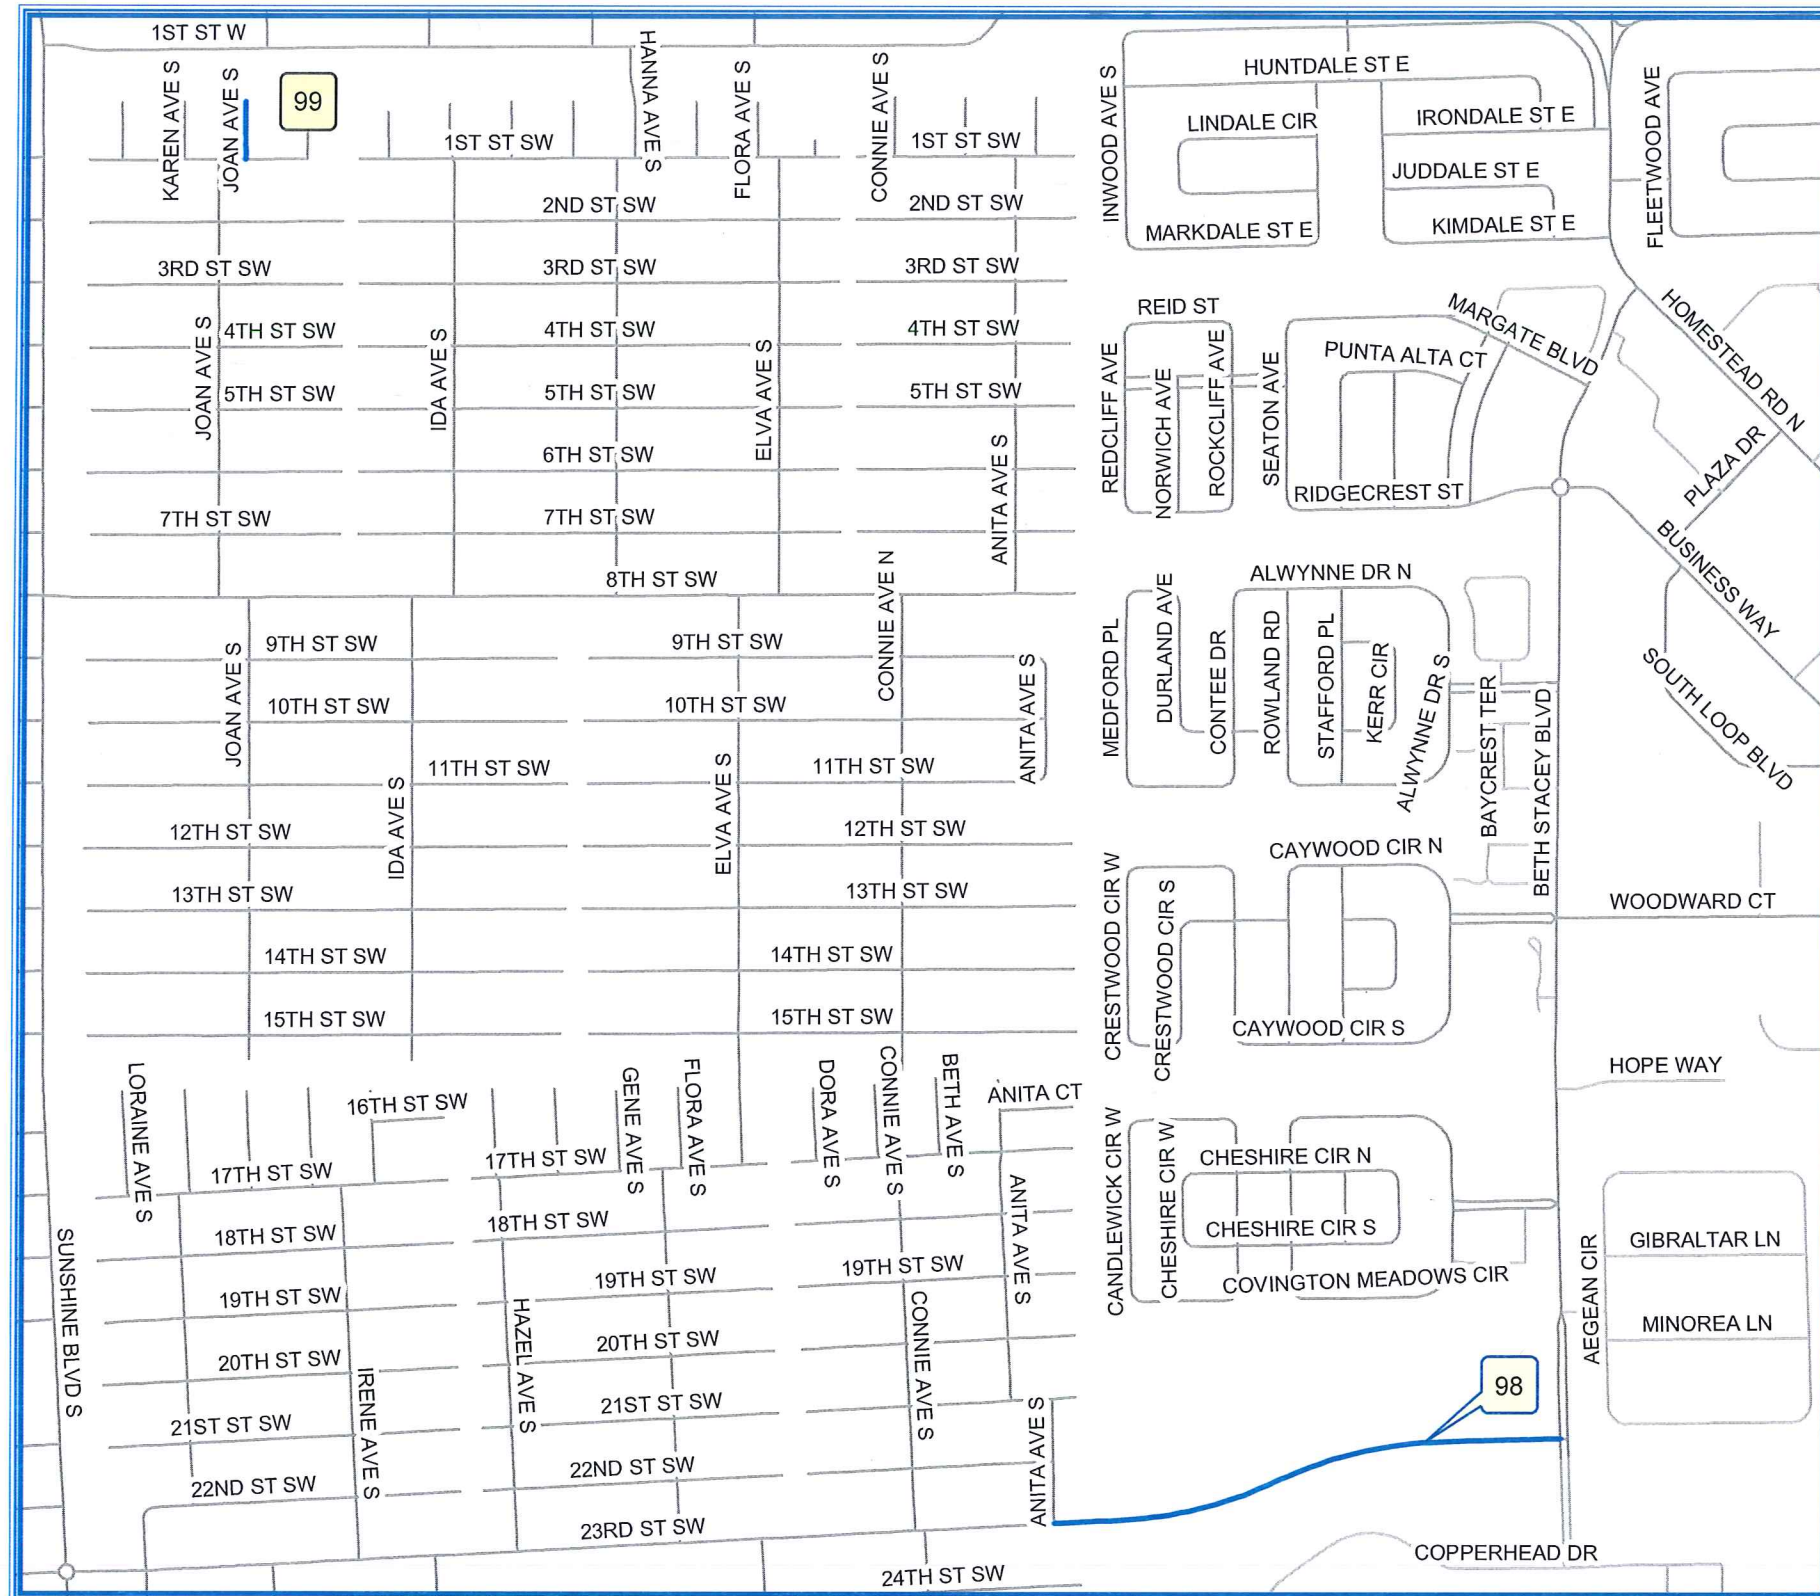 1ST ST W
KAREN AVE S
JOAN AVE S
99
HANNA AVE S
FLORA AVE S
CONNIE AVE S
1ST ST SW
1ST ST SW
INWOOD AVE S
HUNTDALE ST E
LINDALE CIR
IRONDALE ST E
JUDDALE ST E
KIMDALE ST E
MARKDALE ST E
FLEETWOOD AVE
2ND ST SW
2ND ST SW
3RD ST SW
3RD ST SW
3RD ST SW
JOAN AVE S
4TH ST SW
IDA AVE S
4TH ST SW
ELVA AVE S
4TH ST SW
5TH ST SW
5TH ST SW
5TH ST SW
REID ST
REDCLIFF AVE
NORWICH AVE
ROCKCLIFF AVE
SEATON AVE
PUNTA ALTA CT
MARGATE BLVD
HOMESTEAD RD N
PLAZA DR
RIDGECREST ST
BUSINESS WAY
6TH ST SW
ANITA AVE S
7TH ST SW
7TH ST SW
8TH ST SW
CONNIE AVE N
ALWYNNE DR N
MEDFORD PL
DURLAND AVE
CONTEE DR
ROWLAND RD
STAFFORD PL
KERR CIR
ALWYNNE DR S
BAYCREST TER
BETH STACEY BLVD
SOUTH LOOP BLVD
JOAN AVE S
9TH ST SW
9TH ST SW
10TH ST SW
10TH ST SW
ANITA AVE S
11TH ST SW
11TH ST SW
IDA AVE S
ELVA AVE S
12TH ST SW
12TH ST SW
13TH ST SW
13TH ST SW
CAYWOOD CIR N
CRESTWOOD CIR W
CRESTWOOD CIR S
WOODWARD CT
14TH ST SW
14TH ST SW
15TH ST SW
15TH ST SW
CAYWOOD CIR S
HOPE WAY
LORAINE AVE S
16TH ST SW
GENE AVE S
FLORA AVE S
DORA AVE S
CONNIE AVE S
BETH AVE S
ANITA CT
17TH ST SW
17TH ST SW
CANDLEWICK CIR W
CHESHIRE CIR W
CHESHIRE CIR N
CHESHIRE CIR S
COVINGTON MEADOWS CIR
18TH ST SW
18TH ST SW
ANITA AVE S
SUNSHINE BLVD S
19TH ST SW
19TH ST SW
19TH ST SW
HAZEL AVE S
CONNIE AVE S
20TH ST SW
20TH ST SW
IRENE AVE S
AEGEAN CIR
GIBRALTAR LN
MINOREA LN
98
21ST ST SW
21ST ST SW
ANITA AVE S
22ND ST SW
22ND ST SW
23RD ST SW
COPPERHEAD DR
24TH ST SW